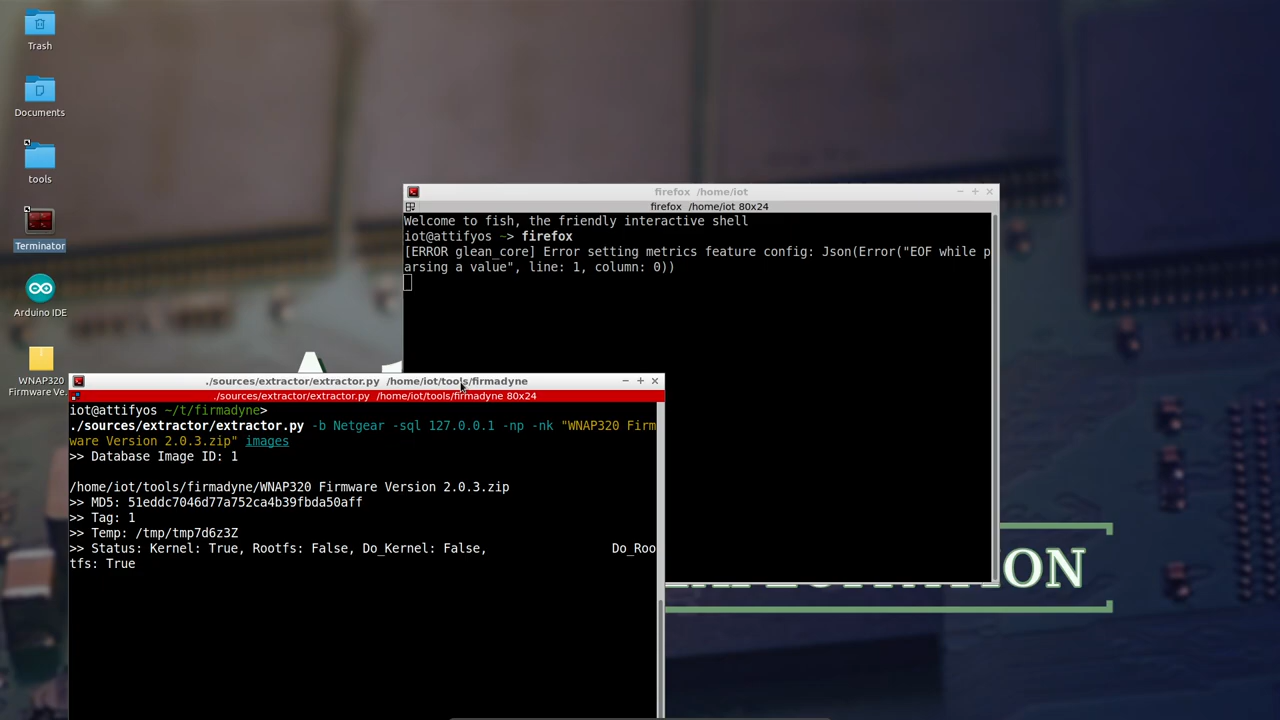 Trash
Documents
tools
Terminator
Arduino IDE
WNAP320
Firmware Ve..
firefox /home/iot
firefox /home/iot 80x24
Welcome to fish, the friendly interactive shell
iot@attifyos ~> firefox
[ERROR glean_core] Error setting metrics feature config: Json(Error("EOF while p
arsing a value", line: 1, column: 0))
./sources/extractor/extractor.py /home/iot/tools/firmadyne
./sources/extractor/extractor.py /home/iot/tools/firmadyne 80x24
iot@attifyos ~/t/firmadyne>
./sources/extractor/extractor.py -b Netgear -sql 127.0.0.1 -np -nk "WNAP320 Firm
ware Version 2.0.3.zip" images
>> Database Image ID: 1
/home/iot/tools/firmadyne/WNAP320 Firmware Version 2.0.3.zip
>> MD5: 51eddc7046d77a752ca4b39fbda50aff
>> Tag: 1
>> Temp: /tmp/tmp7d6z3Z
>> Status: Kernel: True, Rootfs: False, Do_Kernel: False, Do_Roo
tfs: True
ON